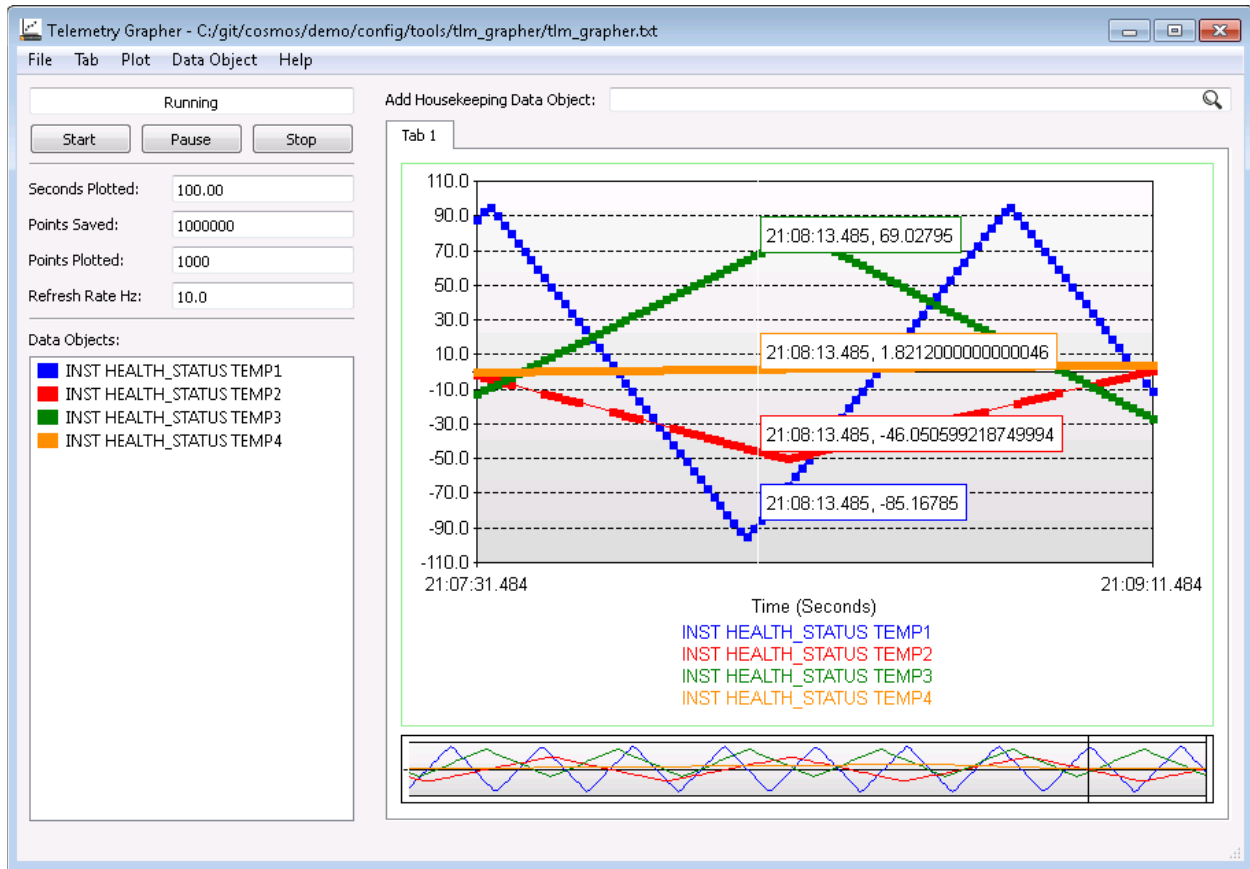 Telemetry Grapher - C:/git/cosmos/demo/config/tools/tlm_grapher/tlm_grapher.txt
File Tab Plot Data Object Help
Running
Start Pause Stop
Seconds Plotted: 100.00
Points Saved: 1000000
Points Plotted: 1000
Refresh Rate Hz: 10.0
Data Objects:
INST HEALTH_STATUS TEMP1
INST HEALTH_STATUS TEMP2
INST HEALTH_STATUS TEMP3
INST HEALTH_STATUS TEMP4
Add Housekeeping Data Object:
Tab 1
110.0
90.0
70.0
50.0
30.0
10.0
-10.0
-30.0
-50.0
-70.0
-90.0
-110.0
21:08:13.485, 69.02795
21:08:13.485, 1.8212000000000046
21:08:13.485, -46.050599218749994
21:08:13.485, -85.16785
21:07:31.484 21:09:11.484
Time (Seconds)
INST HEALTH_STATUS TEMP1
INST HEALTH_STATUS TEMP2
INST HEALTH_STATUS TEMP3
INST HEALTH_STATUS TEMP4